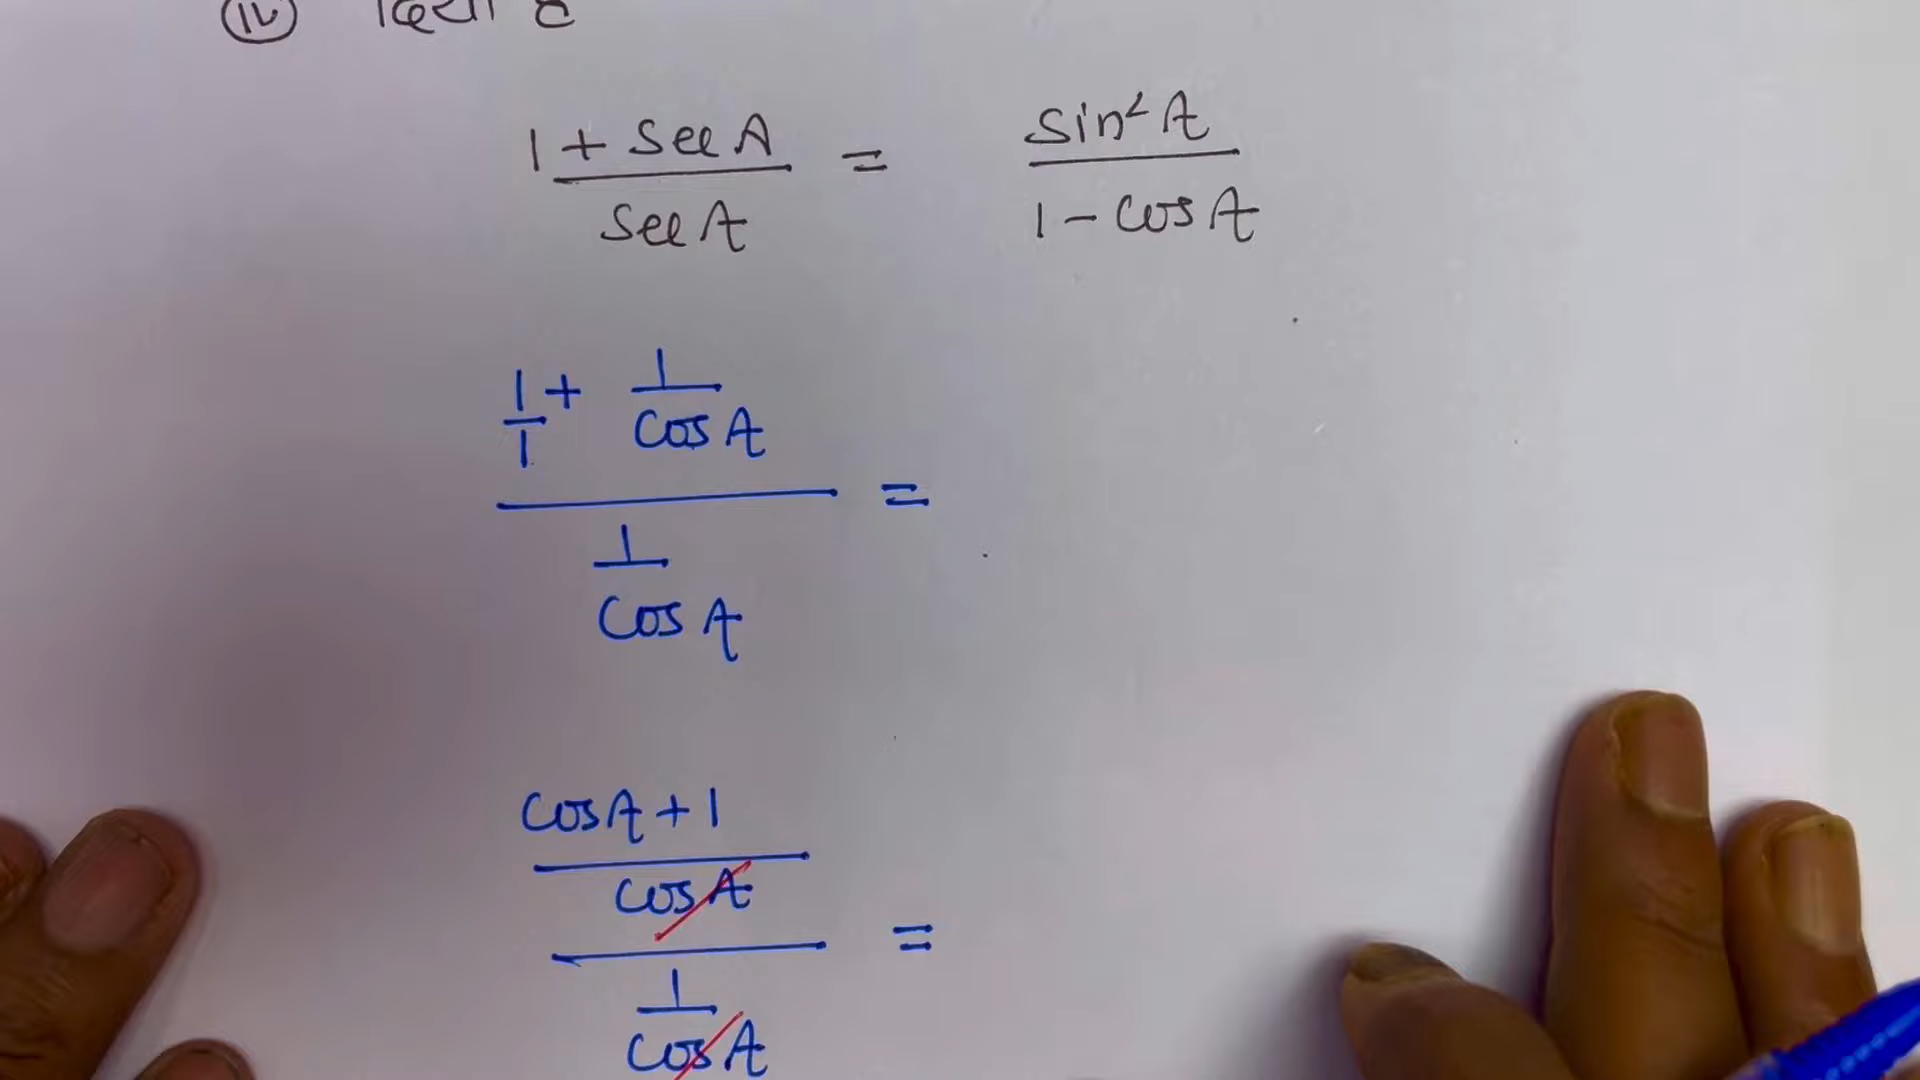 (iv) दिया है
1 + Sec A / Sec A = Sin² A / 1 - Cos A
1/1 + 1/Cos A / 1/Cos A =
Cos A + 1 / Cos A / 1/Cos A =